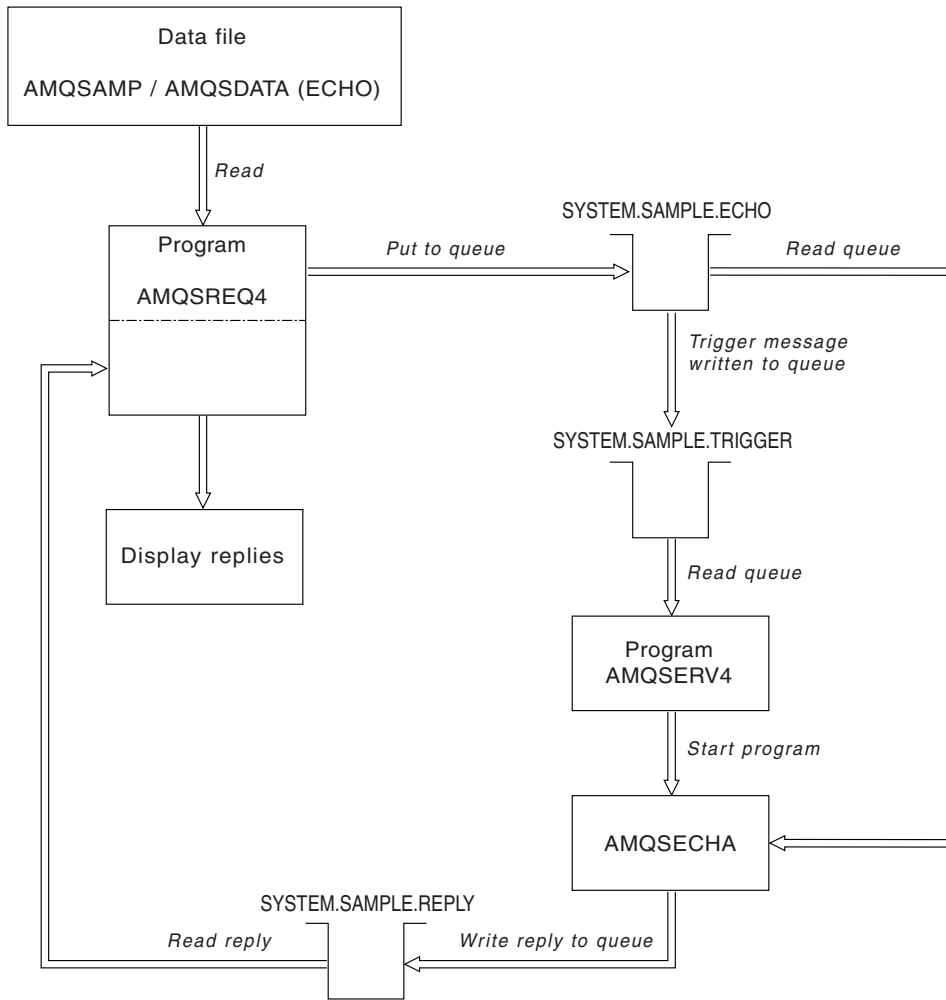 Data file
AMQSAMP / AMQSDATA (ECHO)
Read
SYSTEM.SAMPLE.ECHO
Program
AMQSREQ4
Put to queue
Read queue
Trigger message
written to queue
SYSTEM.SAMPLE.TRIGGER
Display replies
Read queue
Program
AMQSERV4
Start program
AMQSECHA
SYSTEM.SAMPLE.REPLY
Read reply
Write reply to queue